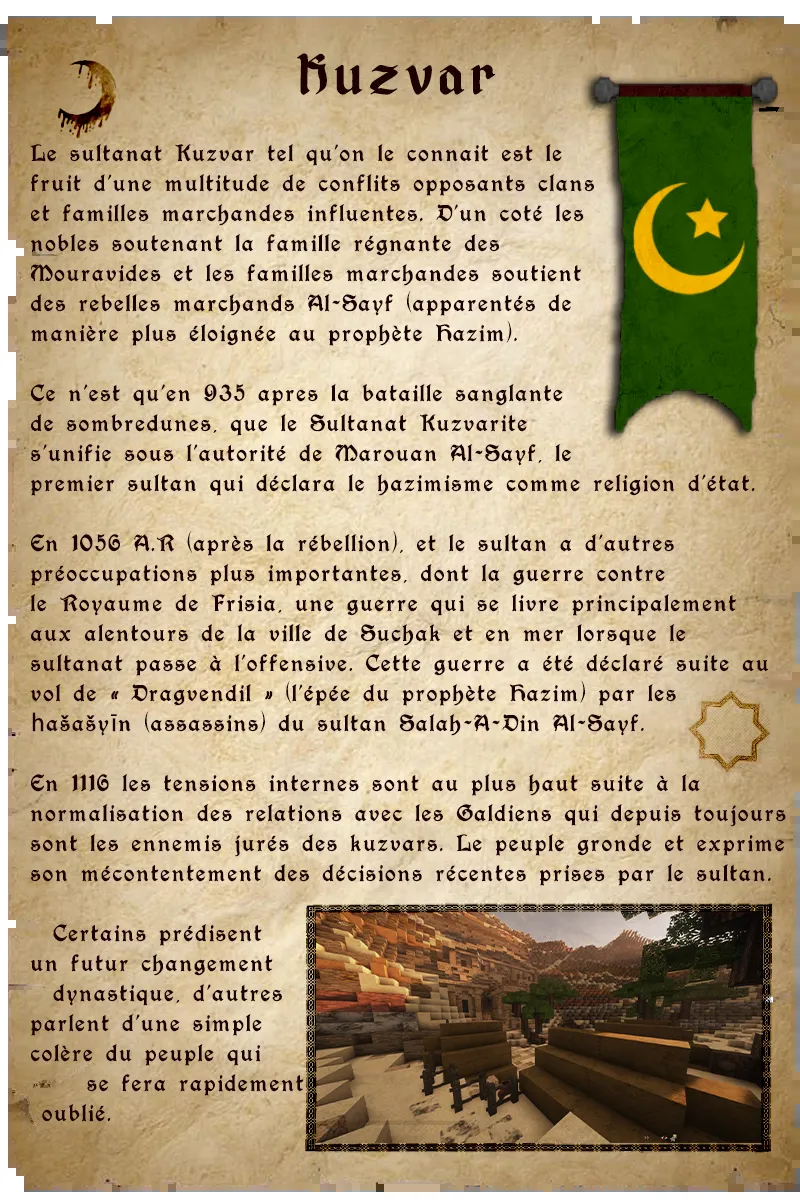 Kuzvar
Le sultanat Kuzvar tel qu'on le connait est le
fruit d'une multitude de conflits opposants clans
et familles marchandes influentes. D'un coté les
nobles soutenant la famille régnante des
Mouravides et les familles marchandes soutient
des rebelles marchands Al-Sayf (apparentés de
manière plus éloignée au prophète Hazim).
Ce n'est qu'en 935 apres la bataille sanglante
de sombredunes, que le Sultanat Kuzvarite
s'unifie sous l'autorité de Marouan Al-Sayf, le
premier sultan qui déclara le hazimisme comme religion d'état.
En 1056 A.R (après la rébellion), et le sultan a d'autres
préoccupations plus importantes, dont la guerre contre
le Royaume de Frisia, une guerre qui se livre principalement
aux alentours de la ville de Suchak et en mer lorsque le
sultanat passe à l'offensive. Cette guerre a été déclaré suite au
vol de « Dragvendil » (l'épée du prophète Hazim) par les
hašašyīn (assassins) du sultan Salah-A-Din Al-Sayf.
En 1116 les tensions internes sont au plus haut suite à la
normalisation des relations avec les Galdiens qui depuis toujours
sont les ennemis jurés des kuzvars. Le peuple gronde et exprime
son mécontentement des décisions récentes prises par le sultan.
Certains prédisent
un futur changement
dynastique, d'autres
parlent d'une simple
colère du peuple qui
se fera rapidement
oublié.